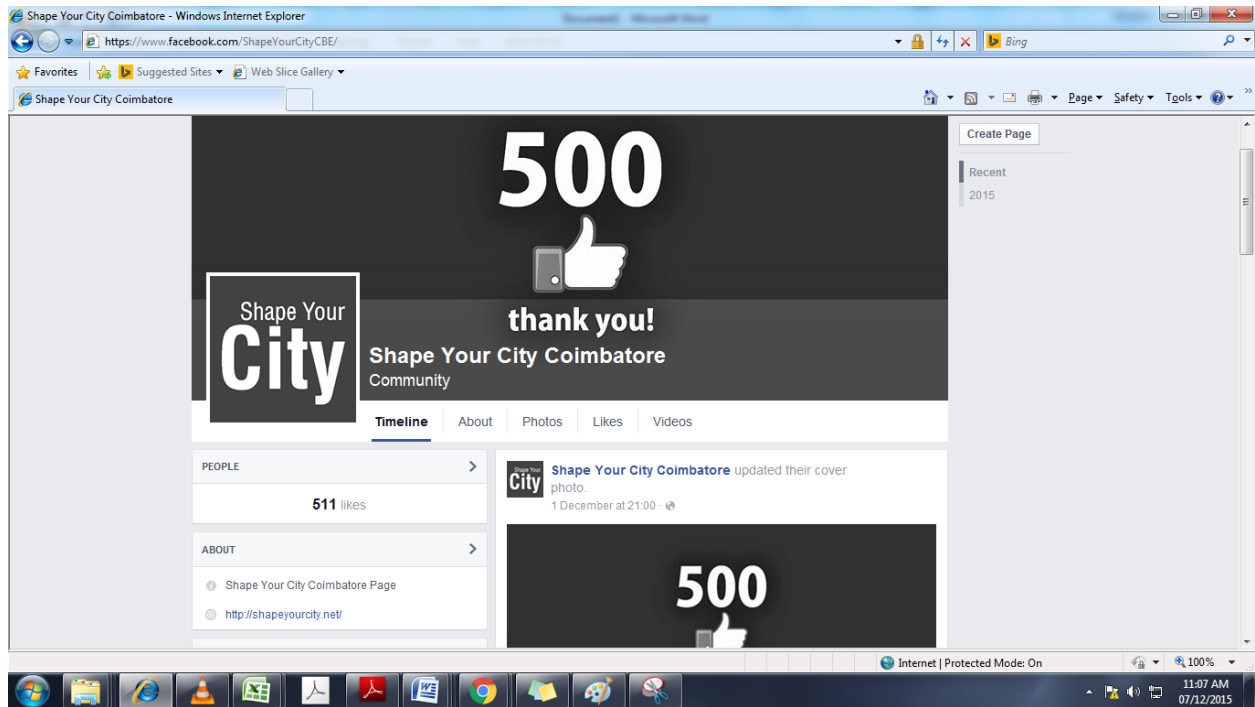 Shape Your City Coimbatore - Windows Internet Explorer
https://www.facebook.com/ShapeYourCityCBE/
Bing
Favorites
Suggested Sites
Web Slice Gallery
Shape Your City Coimbatore
Page
Safety
Tools
500
thank you!
Shape Your
City
Shape Your City Coimbatore
Community
Create Page
Recent
2015
Timeline
About
Photos
Likes
Videos
PEOPLE
511 likes
ABOUT
Shape Your City Coimbatore Page
http://shapeyourcity.net/
Shape Your
City
Shape Your City Coimbatore updated their cover
photo.
1 December at 21:00 ·
500
Internet | Protected Mode: On
100%
11:07 AM
07/12/2015